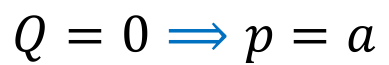 Q = 0 ⟹ p = a